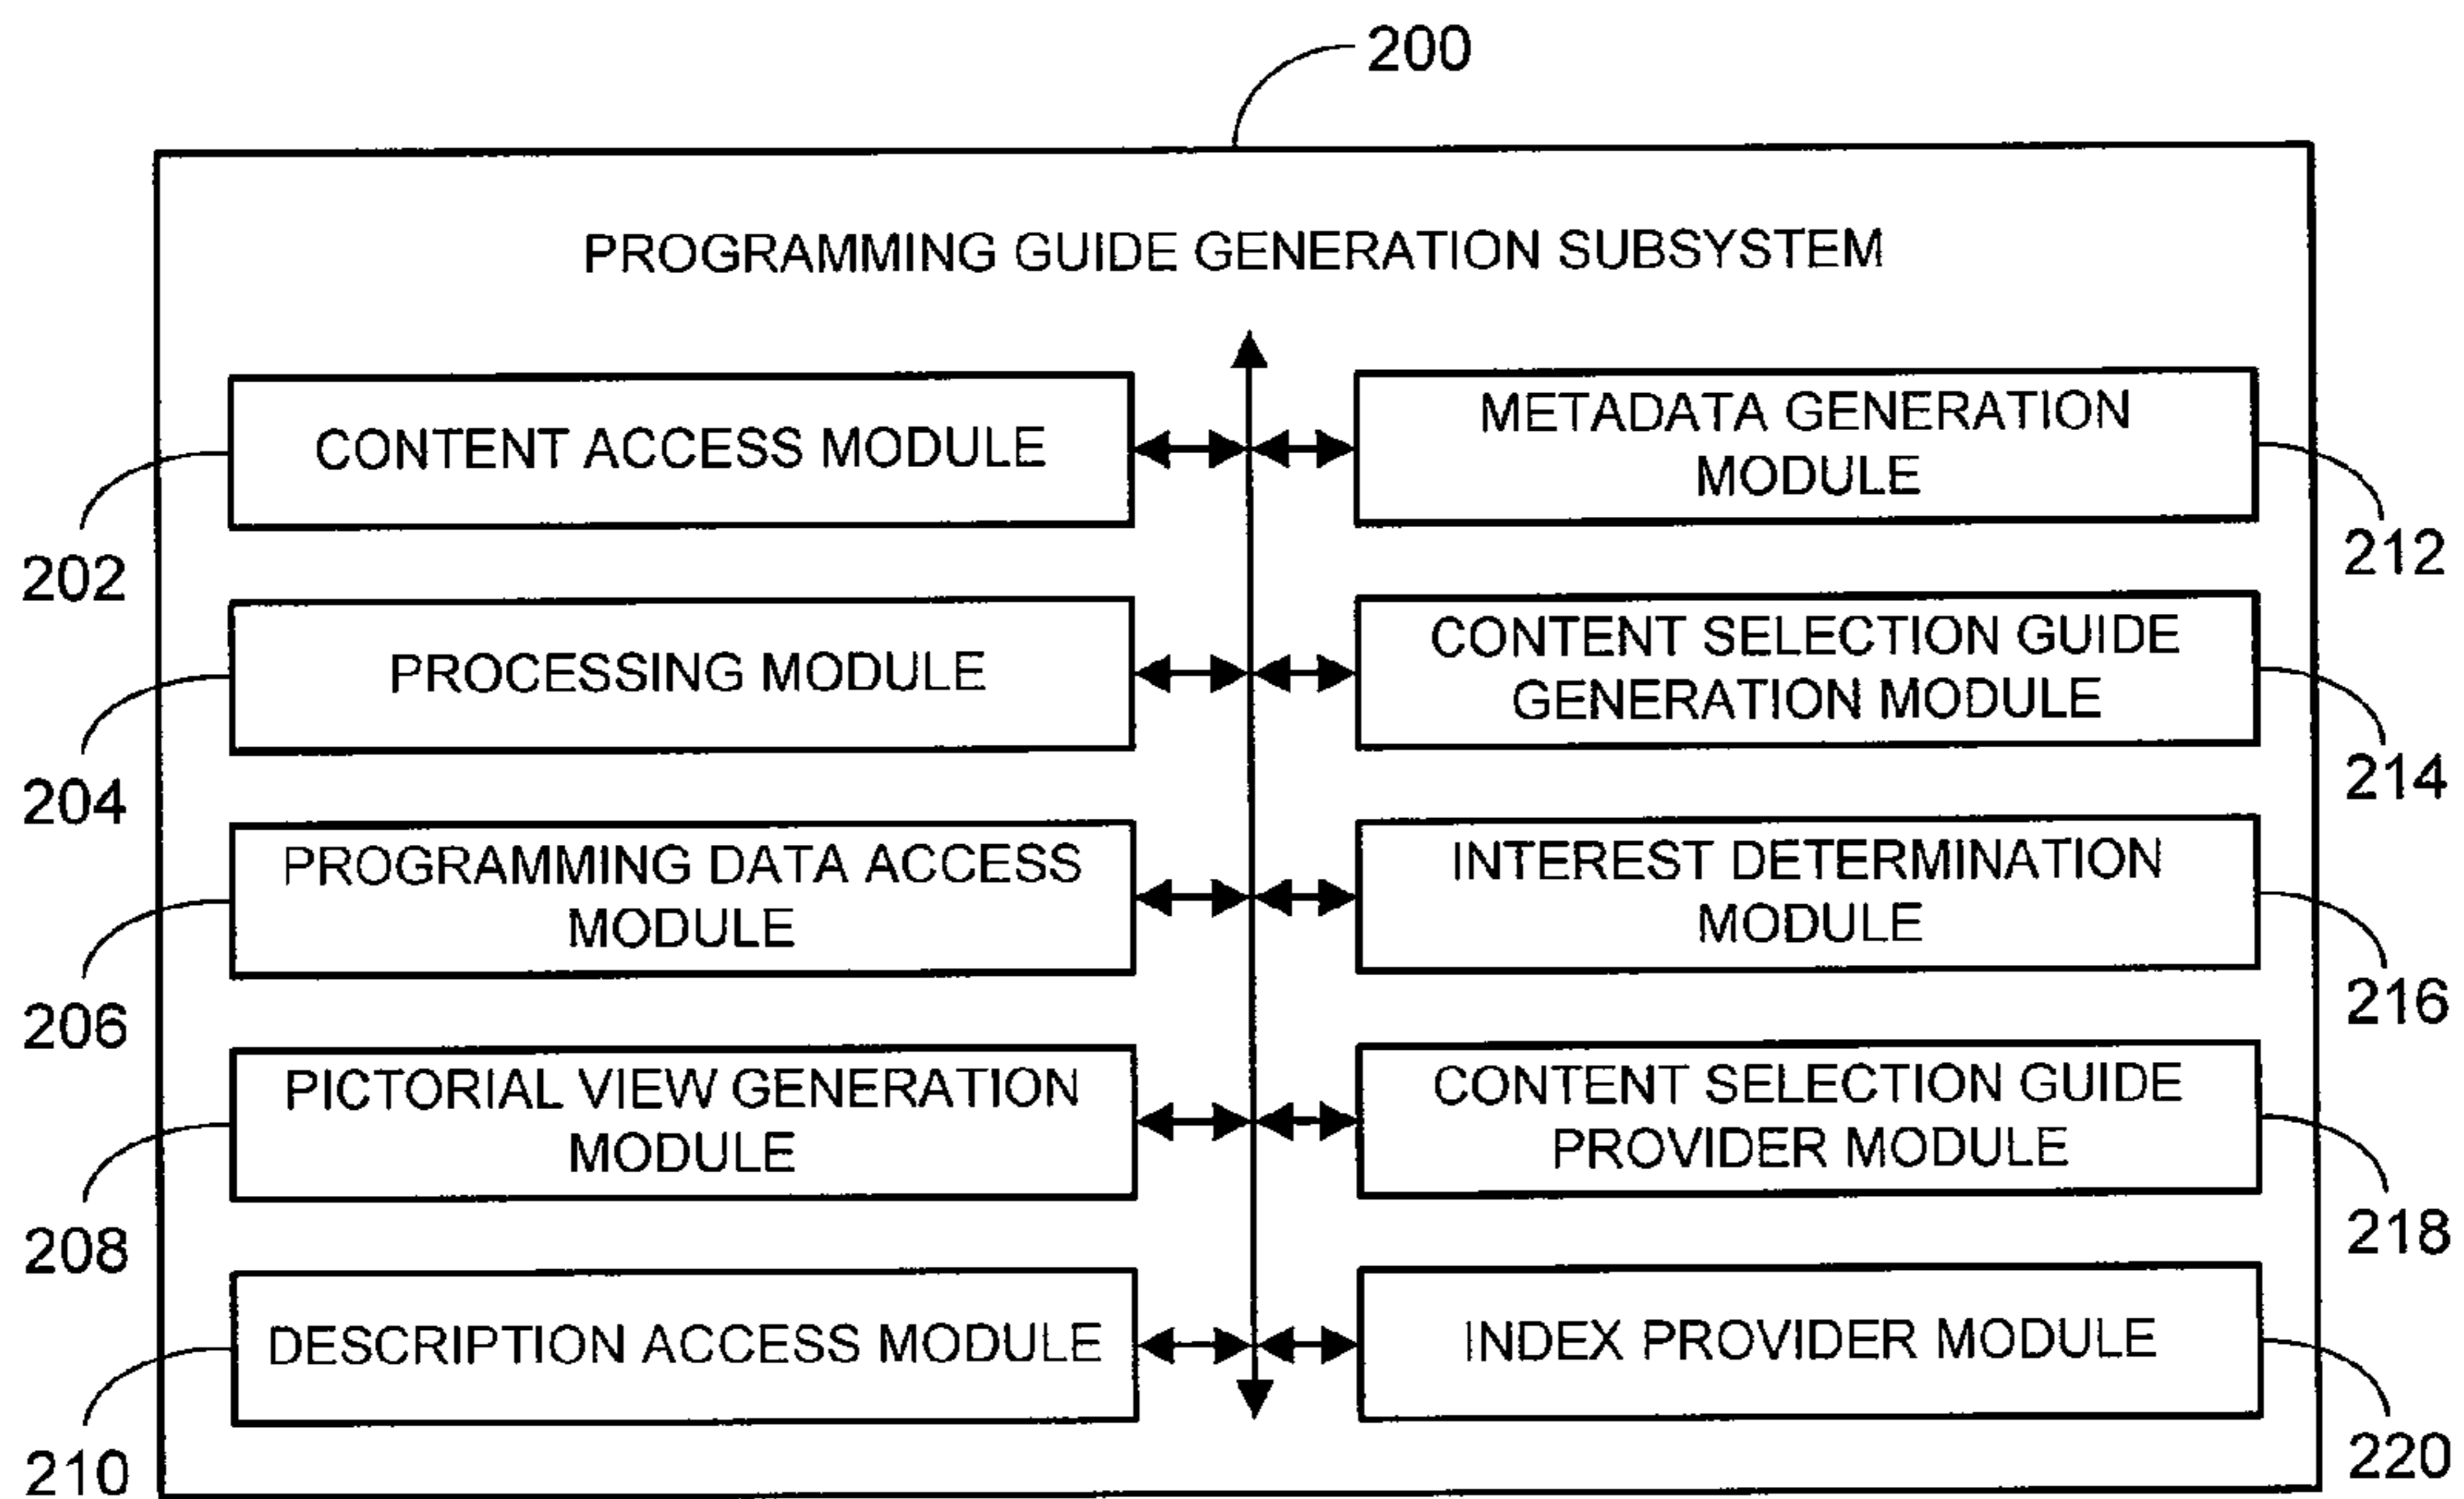 200
PROGRAMMING GUIDE GENERATION SUBSYSTEM
CONTENT ACCESS MODULE
202
PROCESSING MODULE
204
PROGRAMMING DATA ACCESS
MODULE
206
PICTORIAL VIEW GENERATION
MODULE
208
DESCRIPTION ACCESS MODULE
210
METADATA GENERATION
MODULE
212
CONTENT SELECTION GUIDE
GENERATION MODULE
214
INTEREST DETERMINATION
MODULE
216
CONTENT SELECTION GUIDE
PROVIDER MODULE
218
INDEX PROVIDER MODULE
220